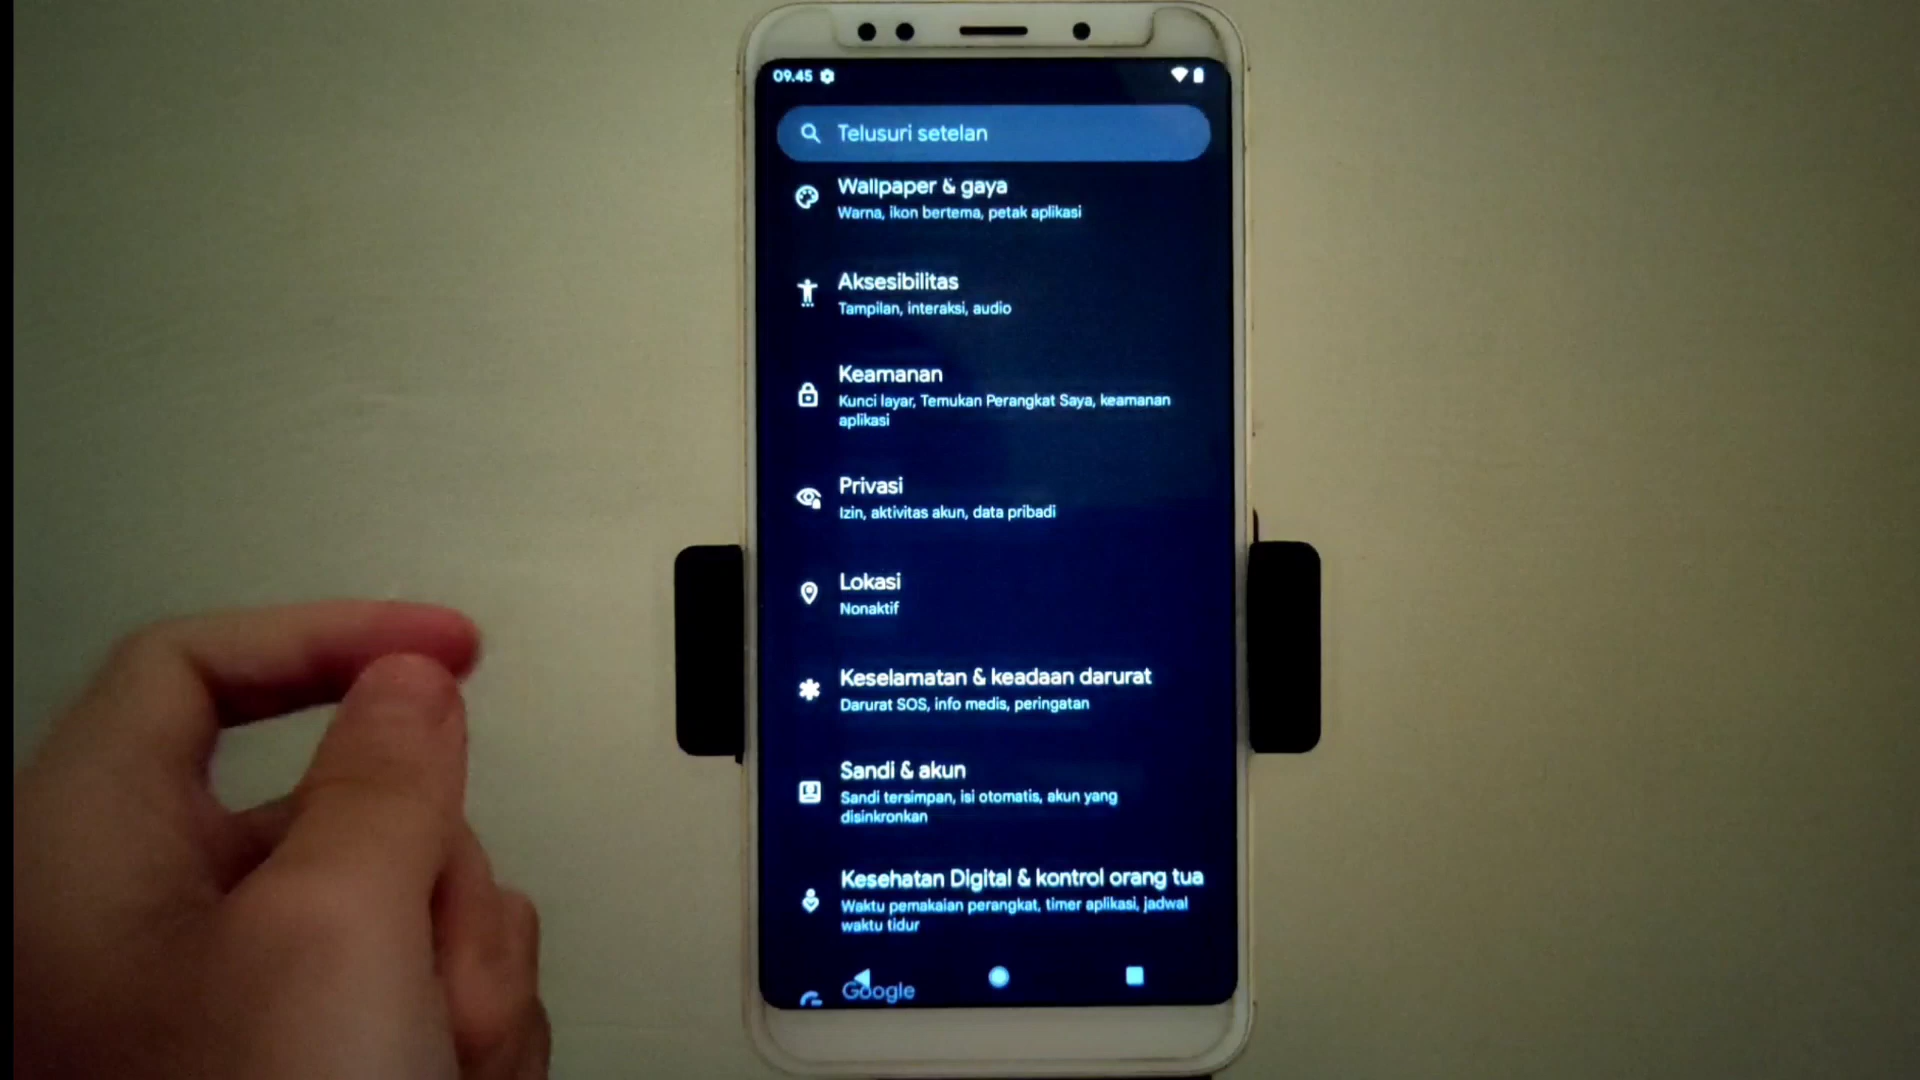 09.45
Telusuri setelan
Wallpaper & gaya
Warna, ikon bertema, petak aplikasi
Aksesibilitas
Tampilan, interaksi, audio
Keamanan
Kunci layar, Temukan Perangkat Saya, keamanan
aplikasi
Privasi
Izin, aktivitas akun, data pribadi
Lokasi
Nonaktif
Keselamatan & keadaan darurat
Darurat SOS, info medis, peringatan
Sandi & akun
Sandi tersimpan, isi otomatis, akun yang
disinkronkan
Kesehatan Digital & kontrol orang tua
Waktu pemakaian perangkat, timer aplikasi, jadwal
waktu tidur
Google